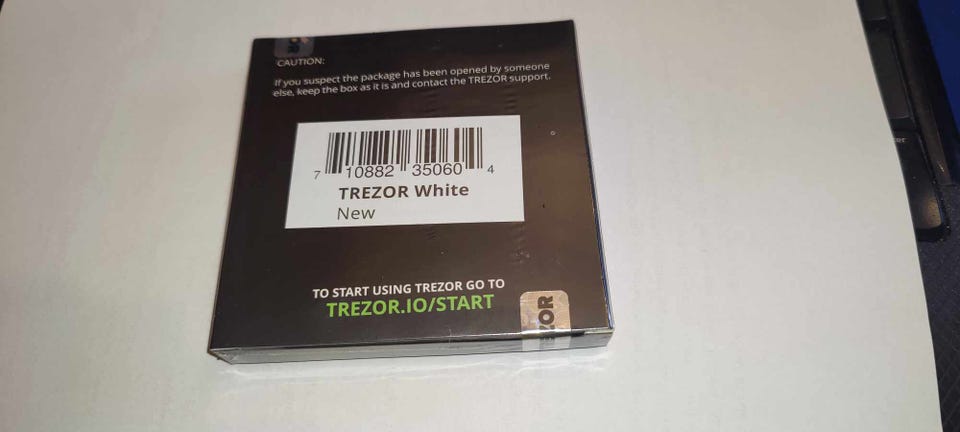 CAUTION:
If you suspect the package has been opened by someone
else, keep the box as it is and contact the TREZOR support.
7 10882 35060 4
TREZOR White
New
TO START USING TREZOR GO TO
TREZOR.IO/START